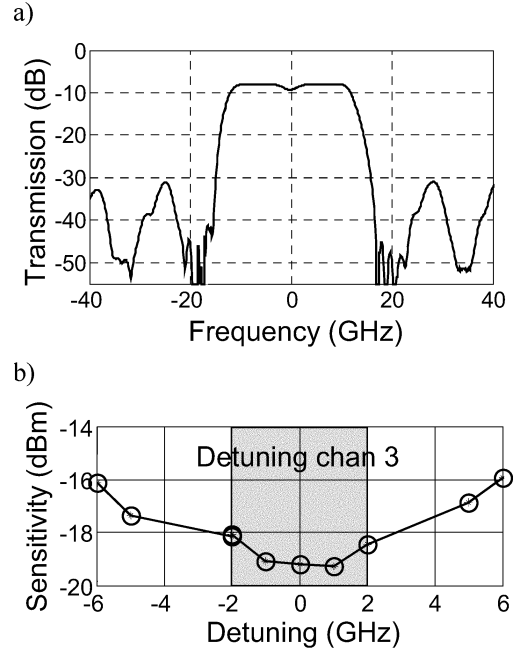 a)
0
-10
-20
-30
-40
-50
Transmission (dB)
-40 -20 0 20 40
Frequency (GHz)
b)
-14
-16
-18
-20
Sensitivity (dBm)
Detuning chan 3
-6 -4 -2 0 2 4 6
Detuning (GHz)